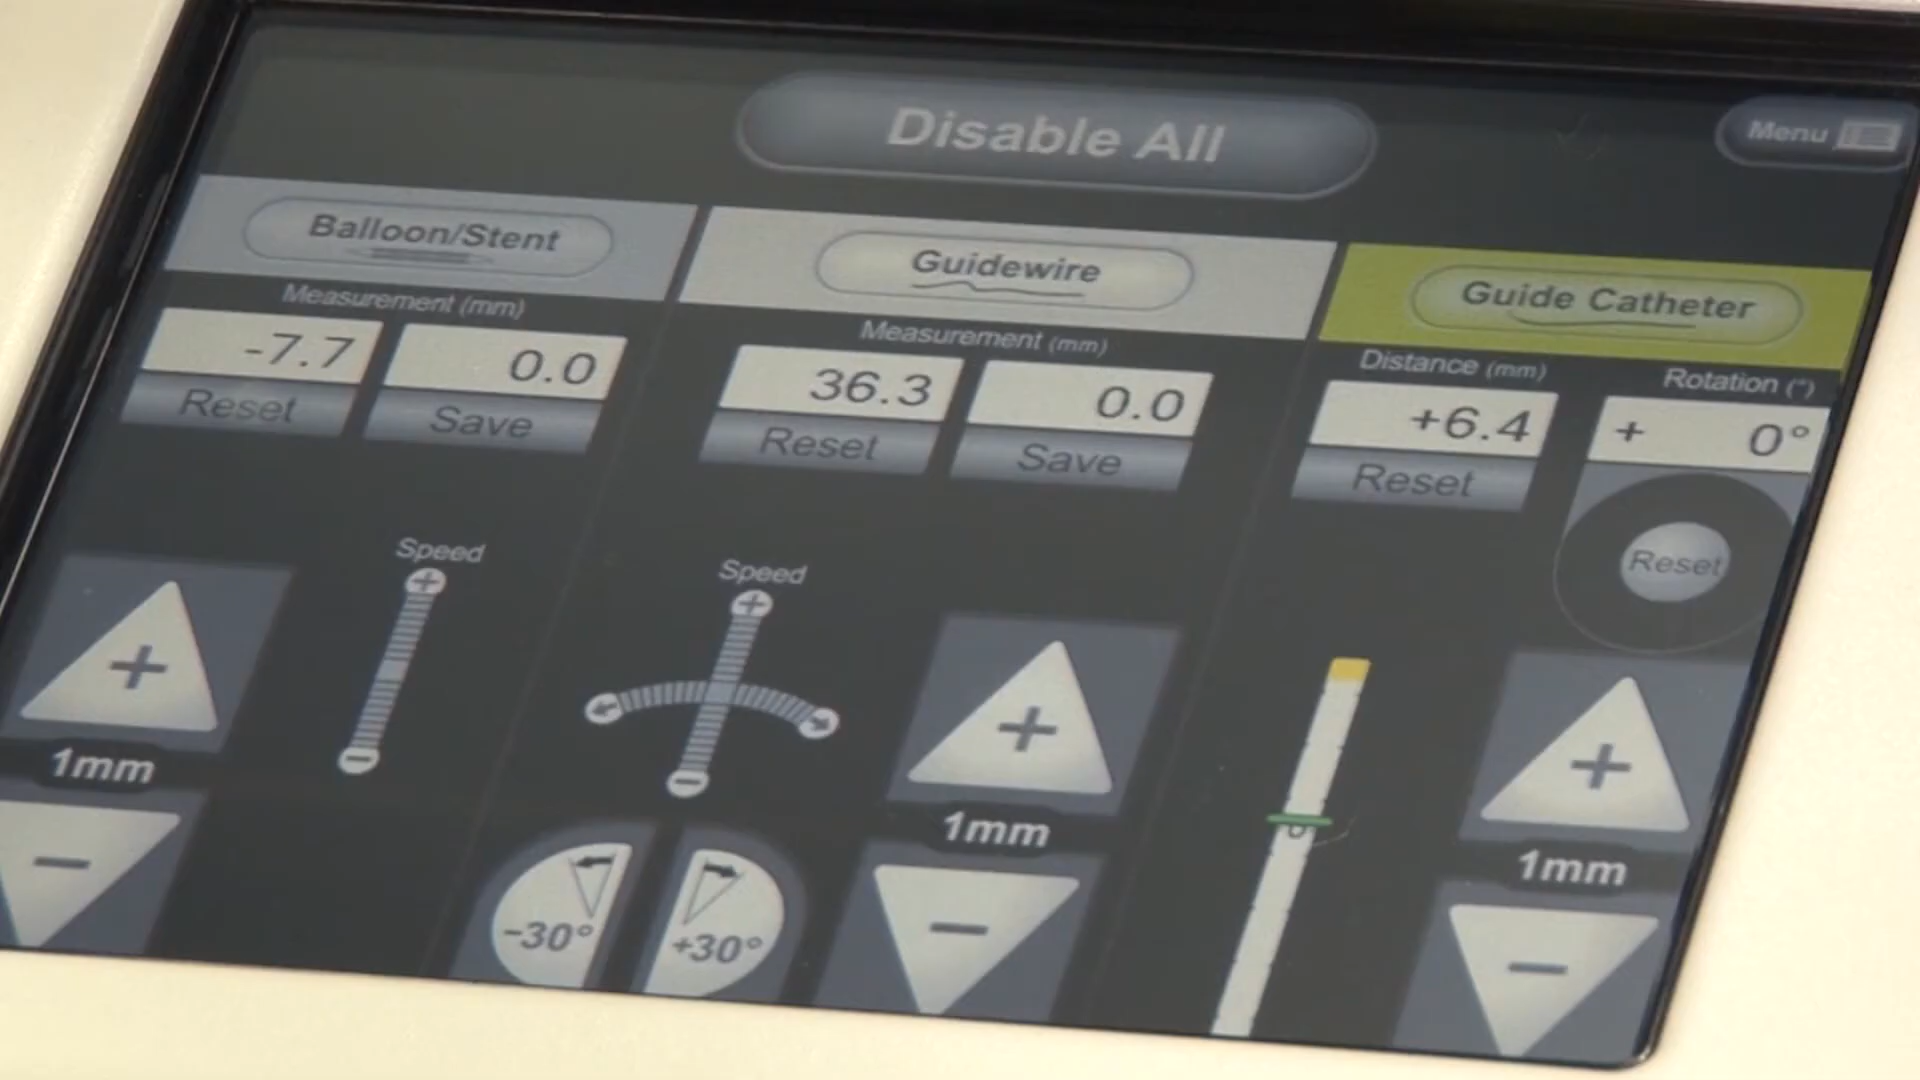 Disable All
Menu
Balloon/Stent
Measurement (mm)
-7.7
0.0
Reset
Save
Speed
+
-
+
1mm
-
Guidewire
Measurement (mm)
36.3
0.0
Reset
Save
Speed
+
-
-30°
+30°
+
1mm
-
Guide Catheter
Distance (mm)
Rotation (°)
+6.4
+ 0°
Reset
Reset
0
+
1mm
-